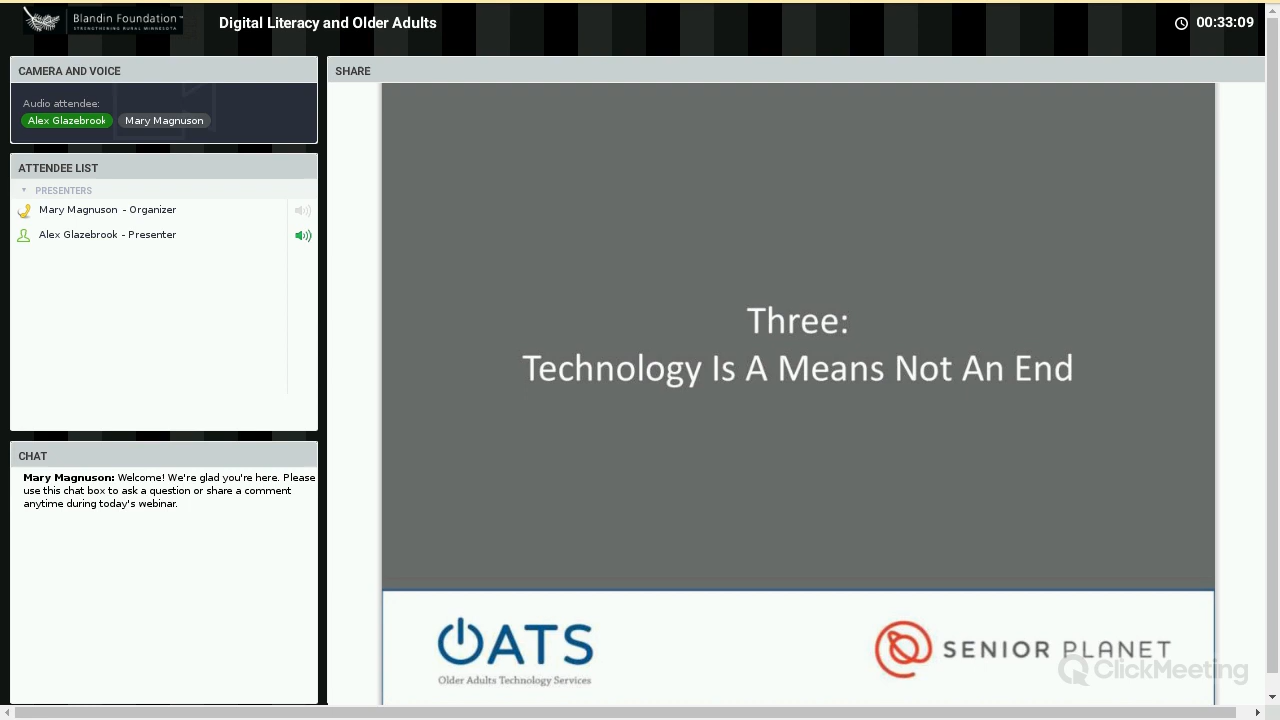 Blandin Foundation™
STRENGTHENING RURAL MINNESOTA
Digital Literacy and Older Adults
00:33:09
CAMERA AND VOICE
Audio attendee:
Alex Glazebrook
Mary Magnuson
ATTENDEE LIST
PRESENTERS
Mary Magnuson - Organizer
Alex Glazebrook - Presenter
CHAT
Mary Magnuson: Welcome! We're glad you're here. Please
use this chat box to ask a question or share a comment
anytime during today's webinar.
SHARE
Three:
Technology Is A Means Not An End
OATS
Older Adults Technology Services
SENIOR PLANET
ClickMeeting